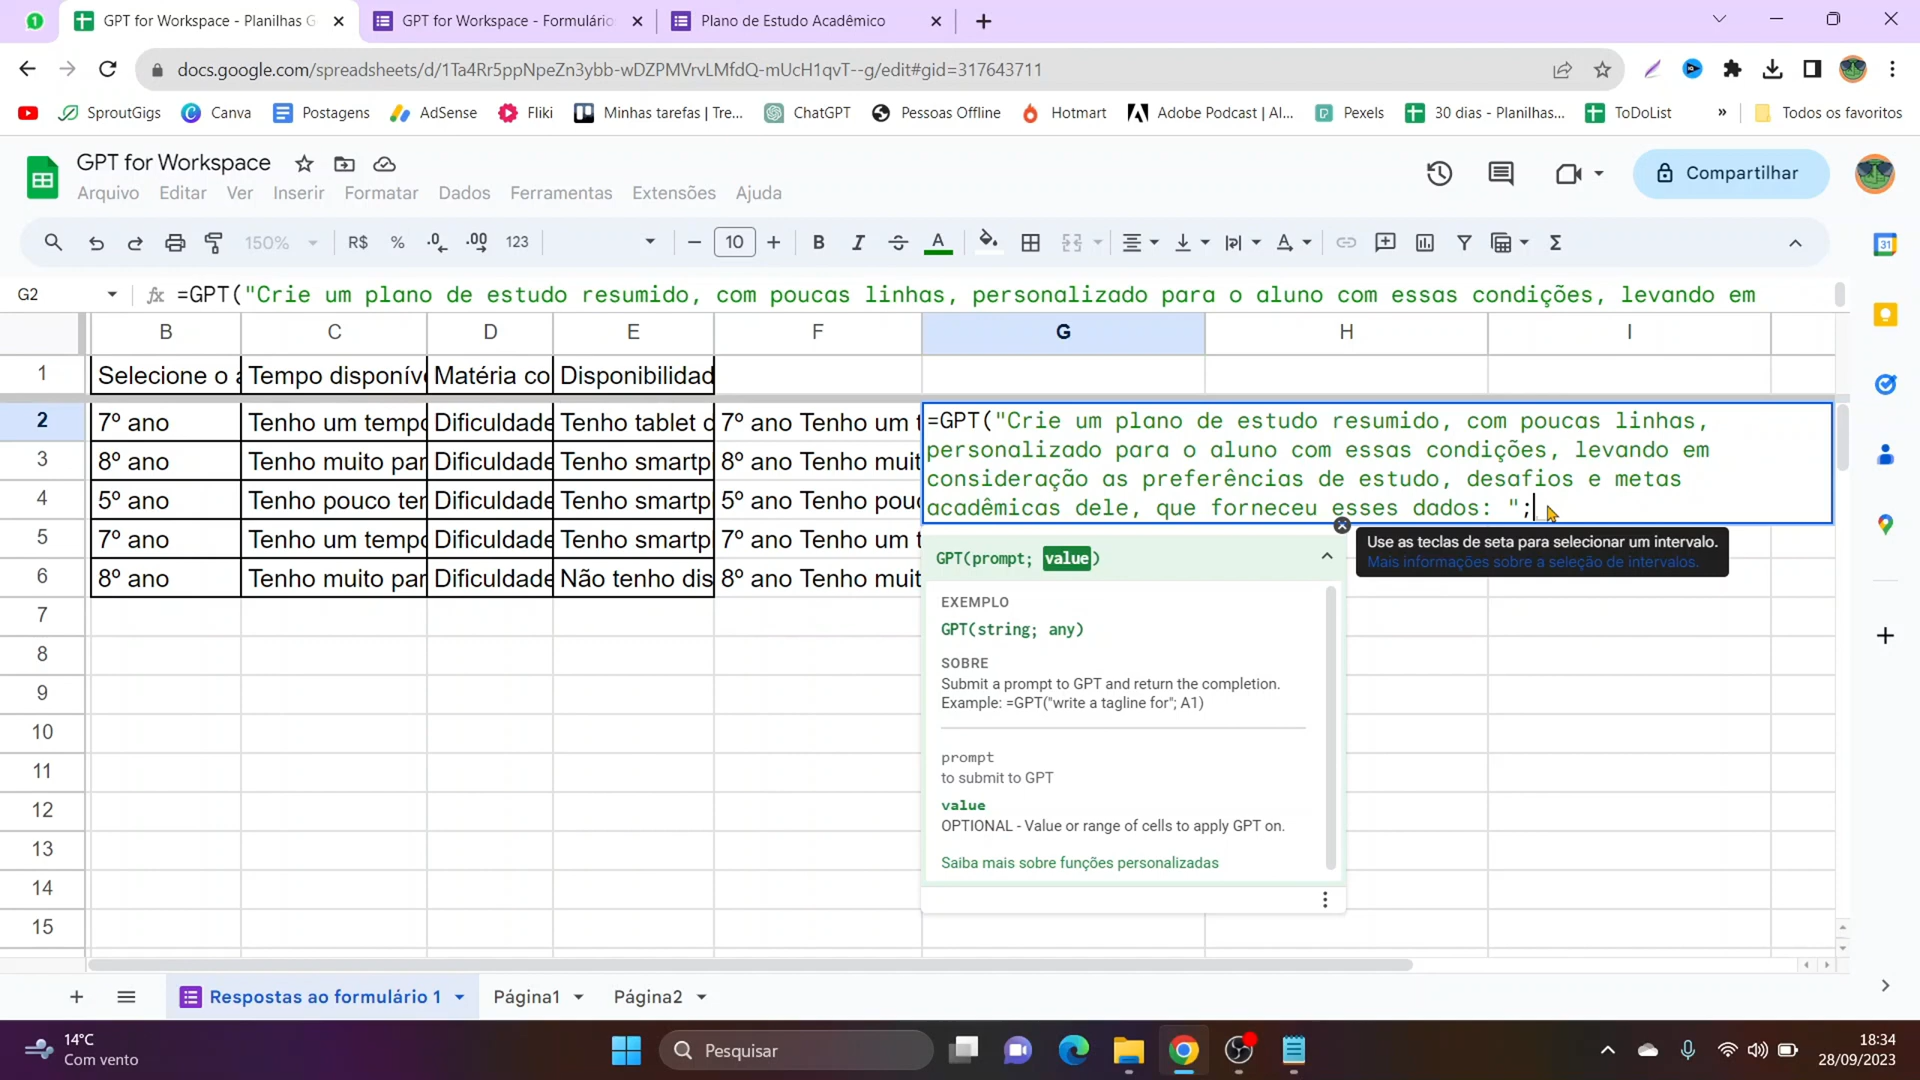 GPT for Workspace - Planilhas G
GPT for Workspace - Formulário
Plano de Estudo Acadêmico
docs.google.com/spreadsheets/d/1Ta4Rr5ppNpeZn3ybb-wDZPMVrvLMfdQ-mUcH1qvT--g/edit#gid=317643711
SproutGigs
Canva
Postagens
AdSense
Fliki
Minhas tarefas | Tre...
ChatGPT
Pessoas Offline
Hotmart
Adobe Podcast | AI...
Pexels
30 dias - Planilhas...
ToDoList
»
Todos os favoritos
GPT for Workspace
Arquivo Editar Ver Inserir Formatar Dados Ferramentas Extensões Ajuda
Compartilhar
150% R$ % .0 .00 123 10 B I A Σ
31
G2
=GPT("Crie um plano de estudo resumido, com poucas linhas, personalizado para o aluno com essas condições, levando em
B C D E F G H I
1 Selecione o a Tempo disponív Matéria co Disponibilidad
2 7º ano Tenho um tempo Dificuldade Tenho tablet o 7º ano Tenho um t
3 8º ano Tenho muito par Dificuldade Tenho smartp 8º ano Tenho muit
4 5º ano Tenho pouco ter Dificuldade Tenho smartp 5º ano Tenho pouc
5 7º ano Tenho um tempo Dificuldade Tenho smartp 7º ano Tenho um t
6 8º ano Tenho muito par Dificuldade Não tenho dis 8º ano Tenho muit
7
8
9
10
11
12
13
14
15
=GPT("Crie um plano de estudo resumido, com poucas linhas,
personalizado para o aluno com essas condições, levando em
consideração as preferências de estudo, desafios e metas
acadêmicas dele, que forneceu esses dados: ";
Use as teclas de seta para selecionar um intervalo.
Mais informações sobre a seleção de intervalos.
GPT(prompt; value)
EXEMPLO
GPT(string; any)
SOBRE
Submit a prompt to GPT and return the completion.
Example: =GPT("write a tagline for"; A1)
prompt
to submit to GPT
value
OPTIONAL - Value or range of cells to apply GPT on.
Saiba mais sobre funções personalizadas
Respostas ao formulário 1
Página1
Página2
14°C
Com vento
Pesquisar
18:34
28/09/2023